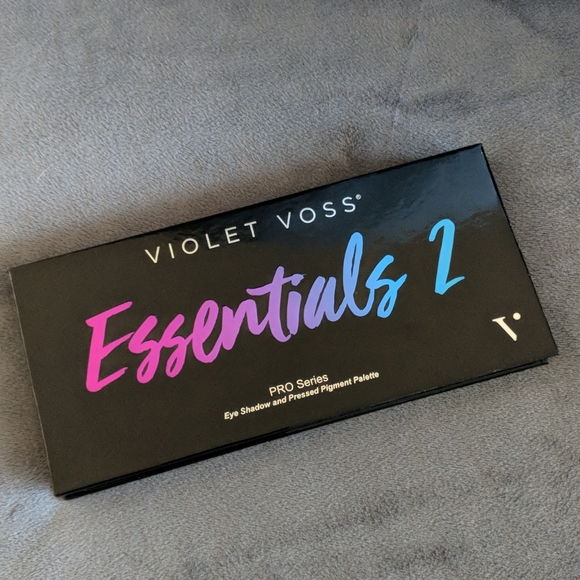 VIOLET VOSS®
Essentials 2
V.
PRO Series
Eye Shadow and Pressed Pigment Palette